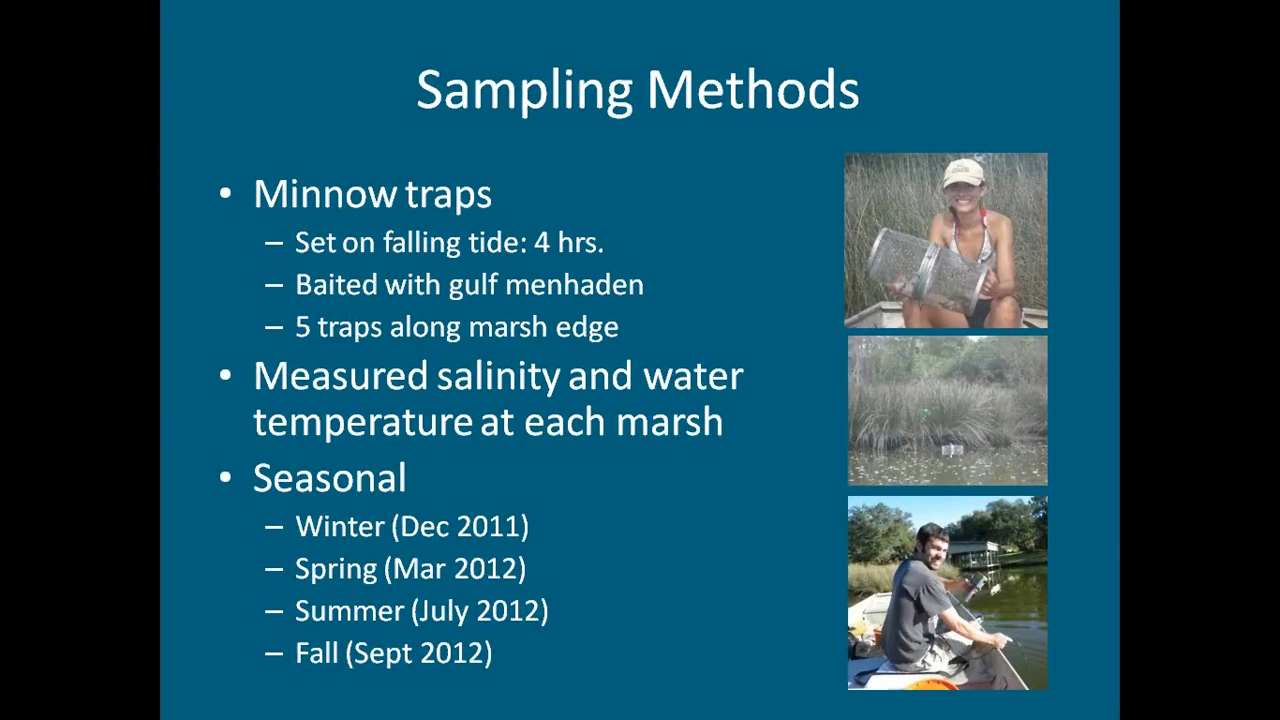 Sampling Methods
• Minnow traps
– Set on falling tide: 4 hrs.
– Baited with gulf menhaden
– 5 traps along marsh edge
• Measured salinity and water
temperature at each marsh
• Seasonal
– Winter (Dec 2011)
– Spring (Mar 2012)
– Summer (July 2012)
– Fall (Sept 2012)